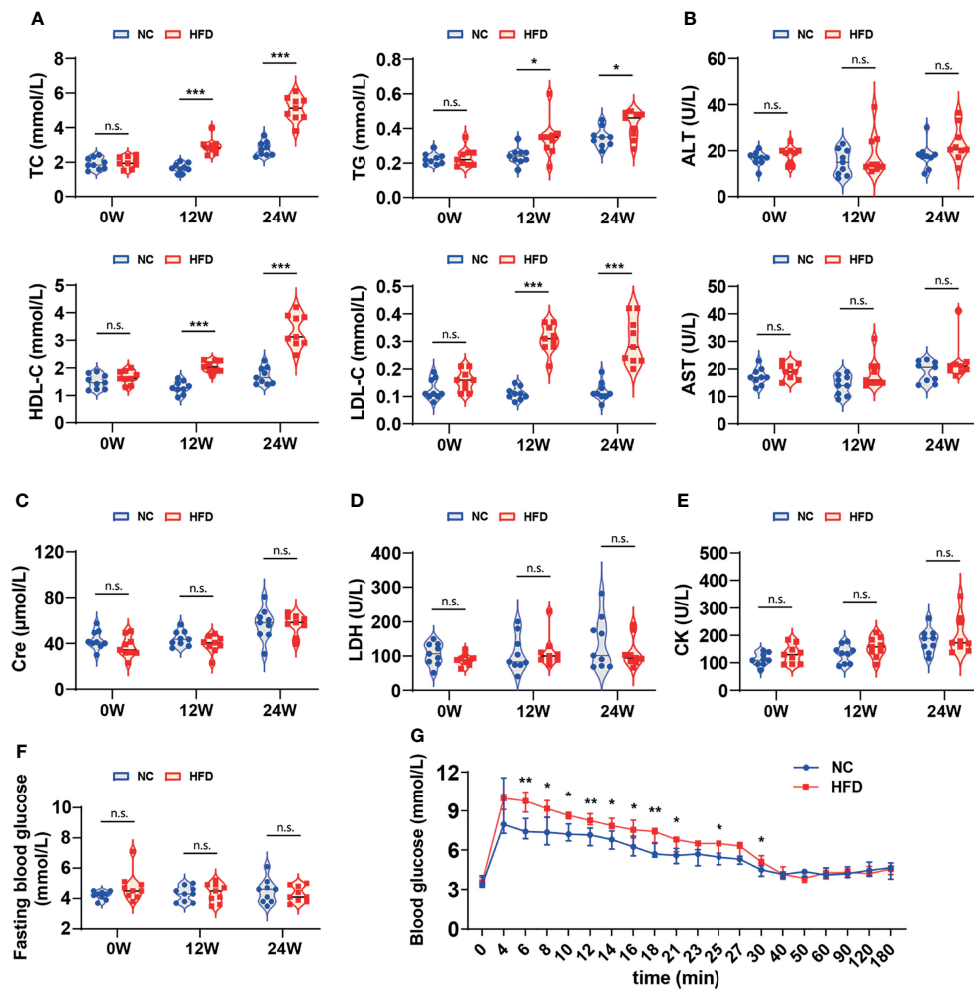 A
NC HFD
TC (mmol/L)
8
6
4
2
0
n.s. *** ***
0W 12W 24W
NC HFD
TG (mmol/L)
0.8
0.6
0.4
0.2
0.0
n.s. * *
0W 12W 24W
B
NC HFD
ALT (U/L)
60
40
20
0
n.s. n.s. n.s.
0W 12W 24W
NC HFD
HDL-C (mmol/L)
5
4
3
2
1
0
n.s. *** ***
0W 12W 24W
NC HFD
LDL-C (mmol/L)
0.5
0.4
0.3
0.2
0.1
0.0
n.s. *** ***
0W 12W 24W
NC HFD
AST (U/L)
50
40
30
20
10
0
n.s. n.s. n.s.
0W 12W 24W
C
NC HFD
Cre (μmol/L)
120
80
40
0
n.s. n.s. n.s.
0W 12W 24W
D
NC HFD
LDH (U/L)
400
300
200
100
0
n.s. n.s. n.s.
0W 12W 24W
E
NC HFD
CK (U/L)
500
400
300
200
100
0
n.s. n.s. n.s.
0W 12W 24W
F
NC HFD
Fasting blood glucose
(mmol/L)
10
8
6
4
2
n.s. n.s. n.s.
0W 12W 24W
G
Blood glucose (mmol/L)
12
9
6
3
0
NC
HFD
** * * ** * * ** * * *
0 4 6 8 10 12 14 16 18 21 23 25 27 30 40 50 60 90 120 180
time (min)